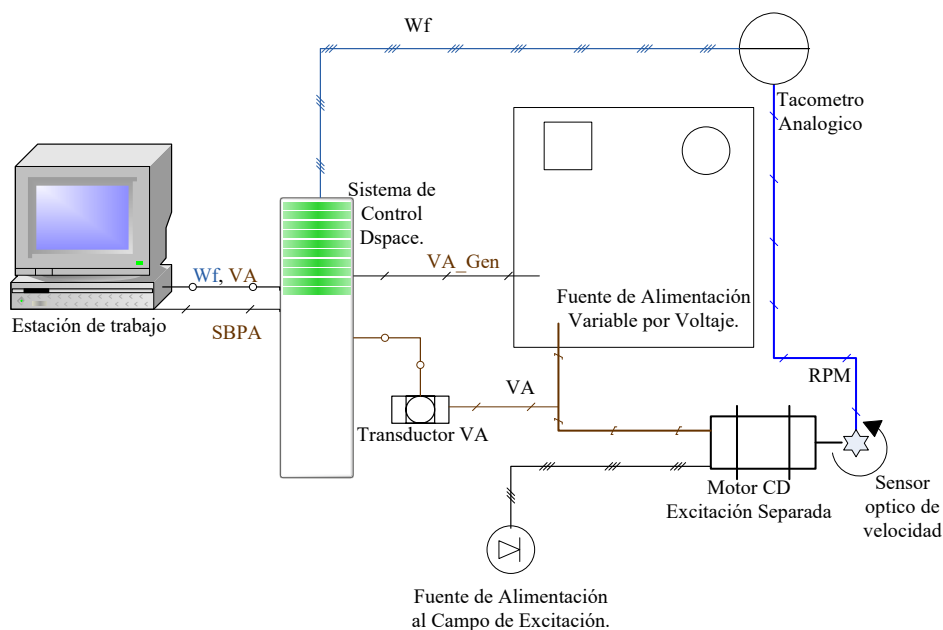 Wf
Tacometro
Analogico
Sistema de
Control
Dspace.
VA_Gen
Wf, VA
Fuente de Alimentación
Variable por Voltaje.
Estación de trabajo
SBPA
RPM
VA
Transductor VA
Motor CD
Excitación Separada
Sensor
optico de
velocidad
Fuente de Alimentación
al Campo de Excitación.